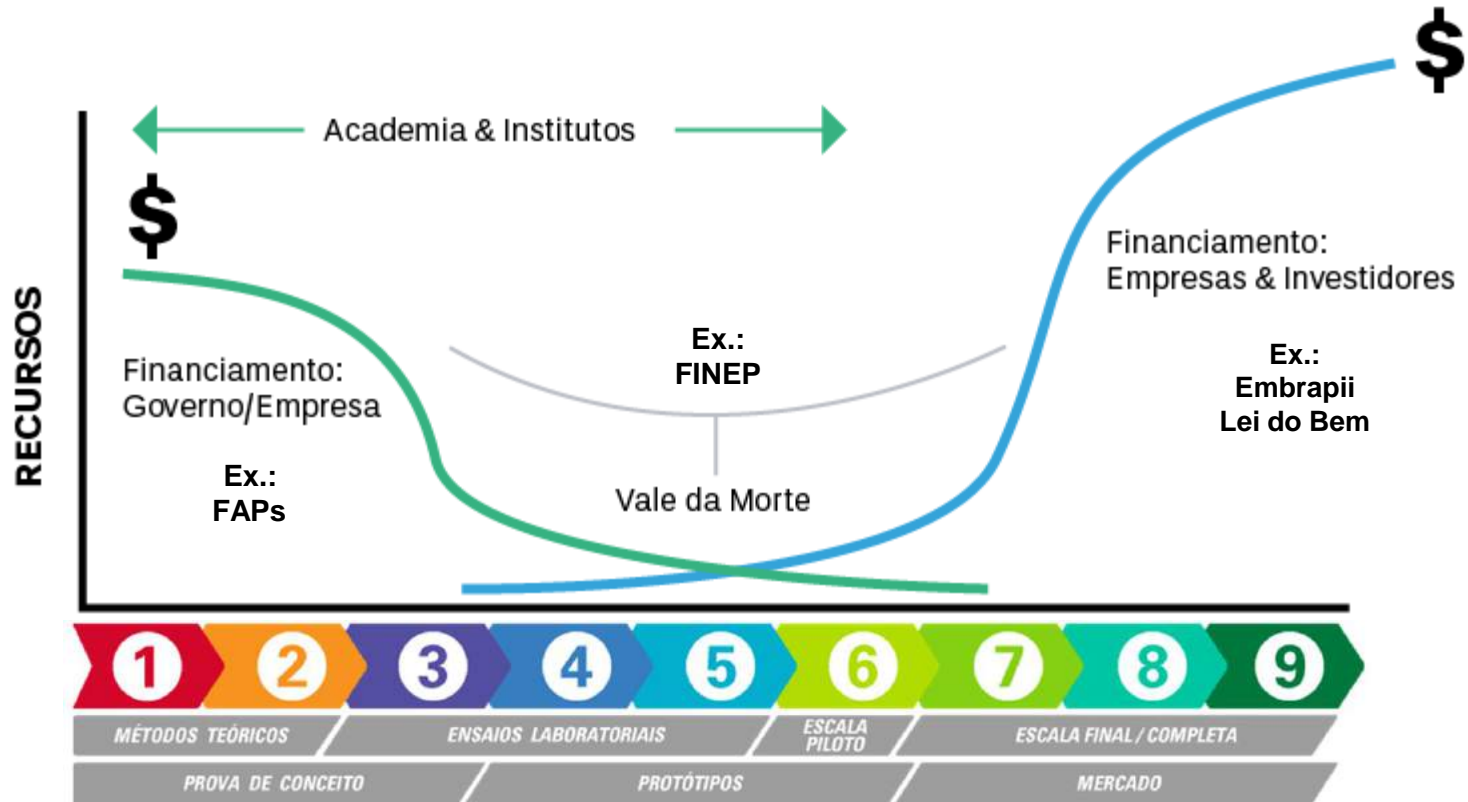 $
Academia & Institutos
$
RECURSOS
Financiamento:
Governo/Empresa
Ex.:
FAPs
Ex.:
FINEP
Vale da Morte
Financiamento:
Empresas & Investidores
Ex.:
Embrapii
Lei do Bem
1 2 3 4 5 6 7 8 9
MÉTODOS TEÓRICOS
ENSAIOS LABORATORIAIS
ESCALA
PILOTO
ESCALA FINAL / COMPLETA
PROVA DE CONCEITO
PROTÓTIPOS
MERCADO